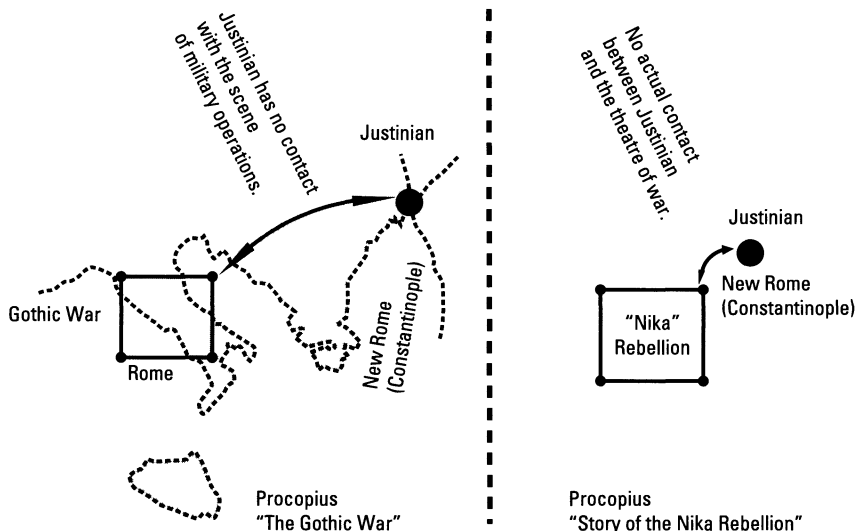 Justinian has no contact
with the scene
of military operations.
Justinian
Gothic War
Rome
New Rome
(Constantinople)
Procopius
"The Gothic War"
No actual contact
between Justinian
and the theatre of war.
Justinian
New Rome
(Constantinople)
"Nika"
Rebellion
Procopius
"Story of the Nika Rebellion"